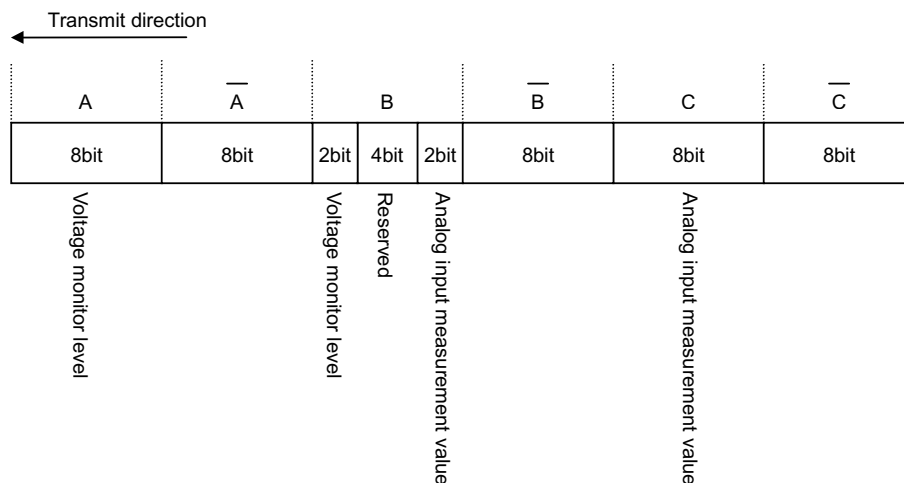 Transmit direction
A A B B C C
8bit 8bit 2bit 4bit 2bit 8bit 8bit 8bit
Voltage monitor level
Voltage monitor level
Reserved
Analog input measurement value
Analog input measurement value